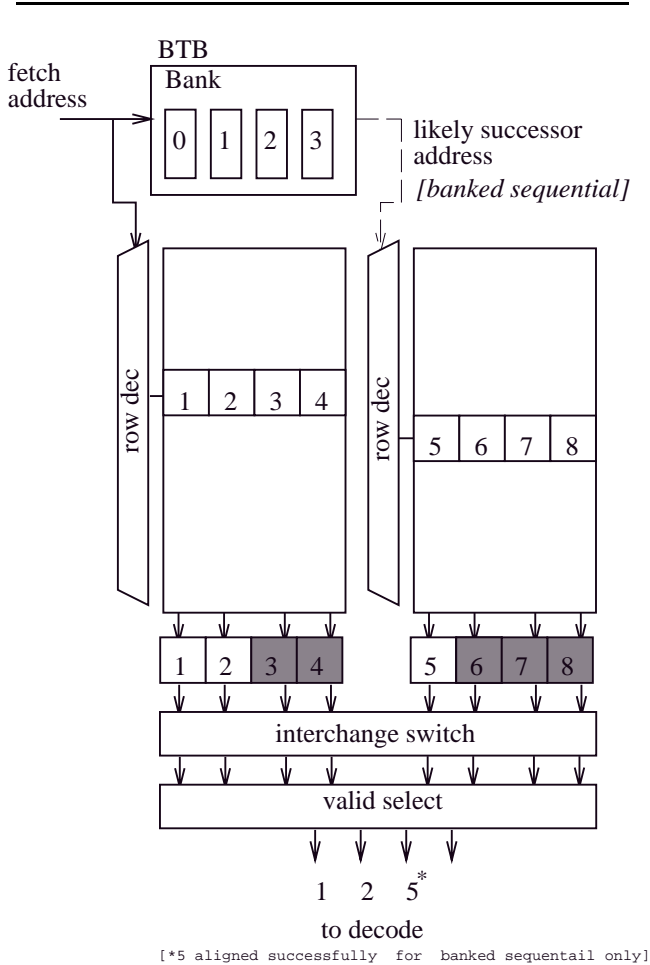 BTB
fetch
address
Bank
0 1 2 3
likely successor
address
[banked sequential]
row dec
1 2 3 4
row dec
5 6 7 8
1 2 3 4
5 6 7 8
interchange switch
valid select
1 2 5*
to decode
[*5 aligned successfully for banked sequentail only]